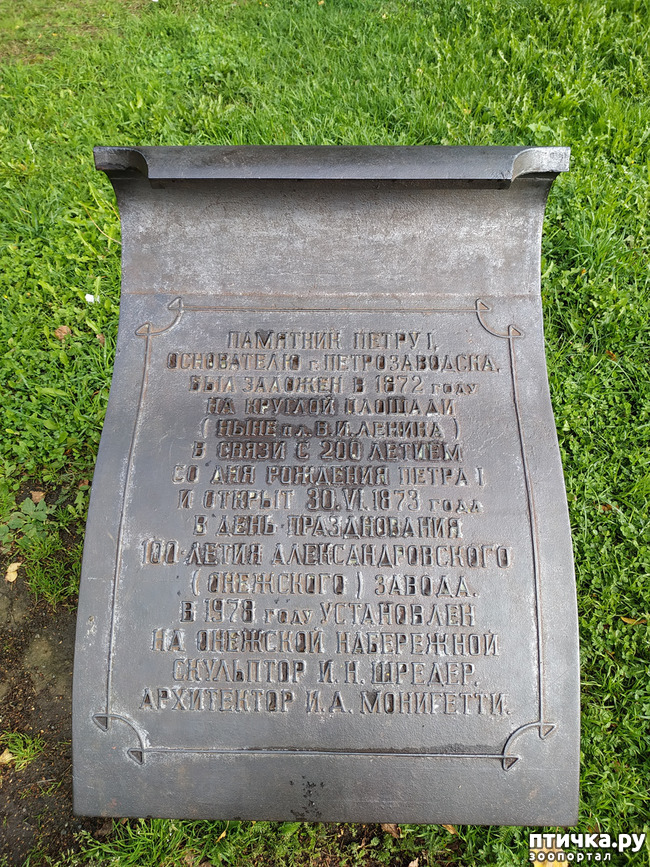 ПАМЯТНИК ПЕТРУ I,
ОСНОВАТЕЛЮ г. ПЕТРОЗАВОДСКА,
БЫЛ ЗАЛОЖЕН В 1872 году
НА КРУГЛОЙ ПЛОЩАДИ
(НЫНЕ пл. В.И. ЛЕНИНА)
В СВЯЗИ С 200 ЛЕТИЕМ
СО ДНЯ РОЖДЕНИЯ ПЕТРА I
И ОТКРЫТ 30.VI.1873 года
В ДЕНЬ ПРАЗДНОВАНИЯ
100-ЛЕТИЯ АЛЕКСАНДРОВСКОГО
(ОНЕЖСКОГО) ЗАВОДА.
В 1978 году УСТАНОВЛЕН
НА ОНЕЖСКОЙ НАБЕРЕЖНОЙ
СКУЛЬПТОР И.Н. ШРЕДЕР.
АРХИТЕКТОР И.А. МОНИГЕТТИ.
птичка.ру
зоопортал